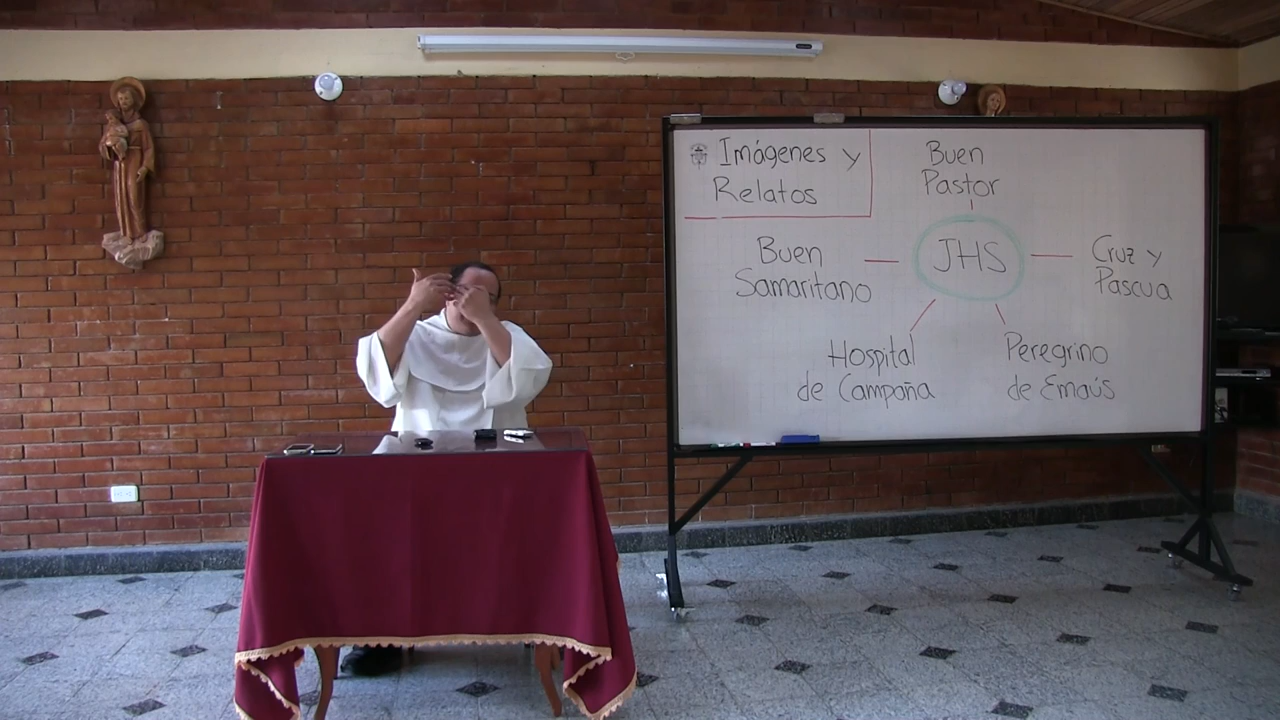 Imágenes y
Relatos
Buen
Pastor
JHS
Buen
Samaritano
Cruz y
Pascua
Hospital
de Campaña
Peregrino
de Emaús